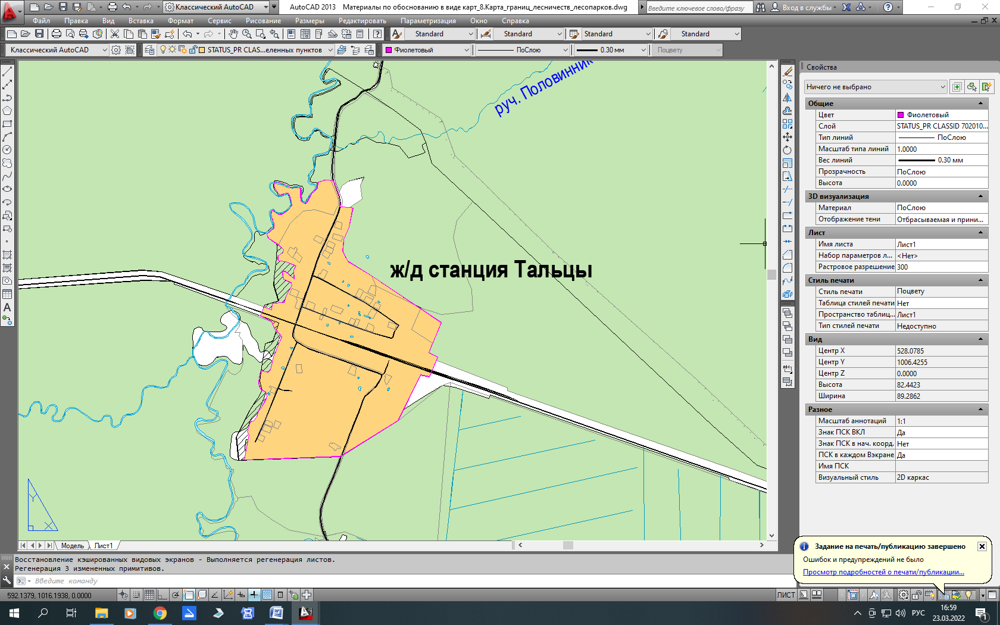 Классический AutoCAD
AutoCAD 2013 Материалы по обоснованию в виде карт_8.Карта_границ_лесничеств_лесопарков.dwg
Введите ключевое слово/фразу
Вход в службы
Файл Правка Вид Вставка Формат Сервис Рисование Размеры Редактировать Параметризация Окно Справка
Standard Standard Standard Standard
Классический AutoCAD
STATUS_PR CLAS...еленных пунктов
Фиолетовый
ПоСлою
0.30 мм
Поцвету
руч. Половинник
ж/д станция Тальцы
Y
X
Свойства
Ничего не выбрано
Общие
Цвет Фиолетовый
Слой STATUS_PR CLASSID 702010...
Тип линий ПоСлою
Масштаб типа линий 1.0000
Вес линий 0.30 мм
Прозрачность ПоСлою
Высота 0.0000
3D визуализация
Материал ПоСлою
Отображение тени Отбрасываемая и прини...
Лист
Имя листа Лист1
Набор параметров л... <Нет>
Растровое разрешение 300
Стиль печати
Стиль печати Поцвету
Таблица стилей печати Нет
Пространство таблиц... Лист1
Тип стилей печати Недоступно
Вид
Центр X 528.0785
Центр Y 1006.4255
Центр Z 0.0000
Высота 82.4423
Ширина 89.2862
Разное
Масштаб аннотаций 1:1
Знак ПСК ВКЛ Да
Знак ПСК в нач. коорд. Нет
ПСК в каждом Вэкране Да
Имя ПСК
Визуальный стиль 2D каркас
Модель Лист1
Восстановление кэшированных видовых экранов - Выполняется регенерация листов.
Регенерация 3 измененных примитивов.
Введите команду
Задание на печать/публикацию завершено
Ошибок и предупреждений не было
Просмотр подробностей о печати/публикации...
592.1379, 1016.1938, 0.0000
ЛИСТ
РУС
16:59
23.03.2022
1